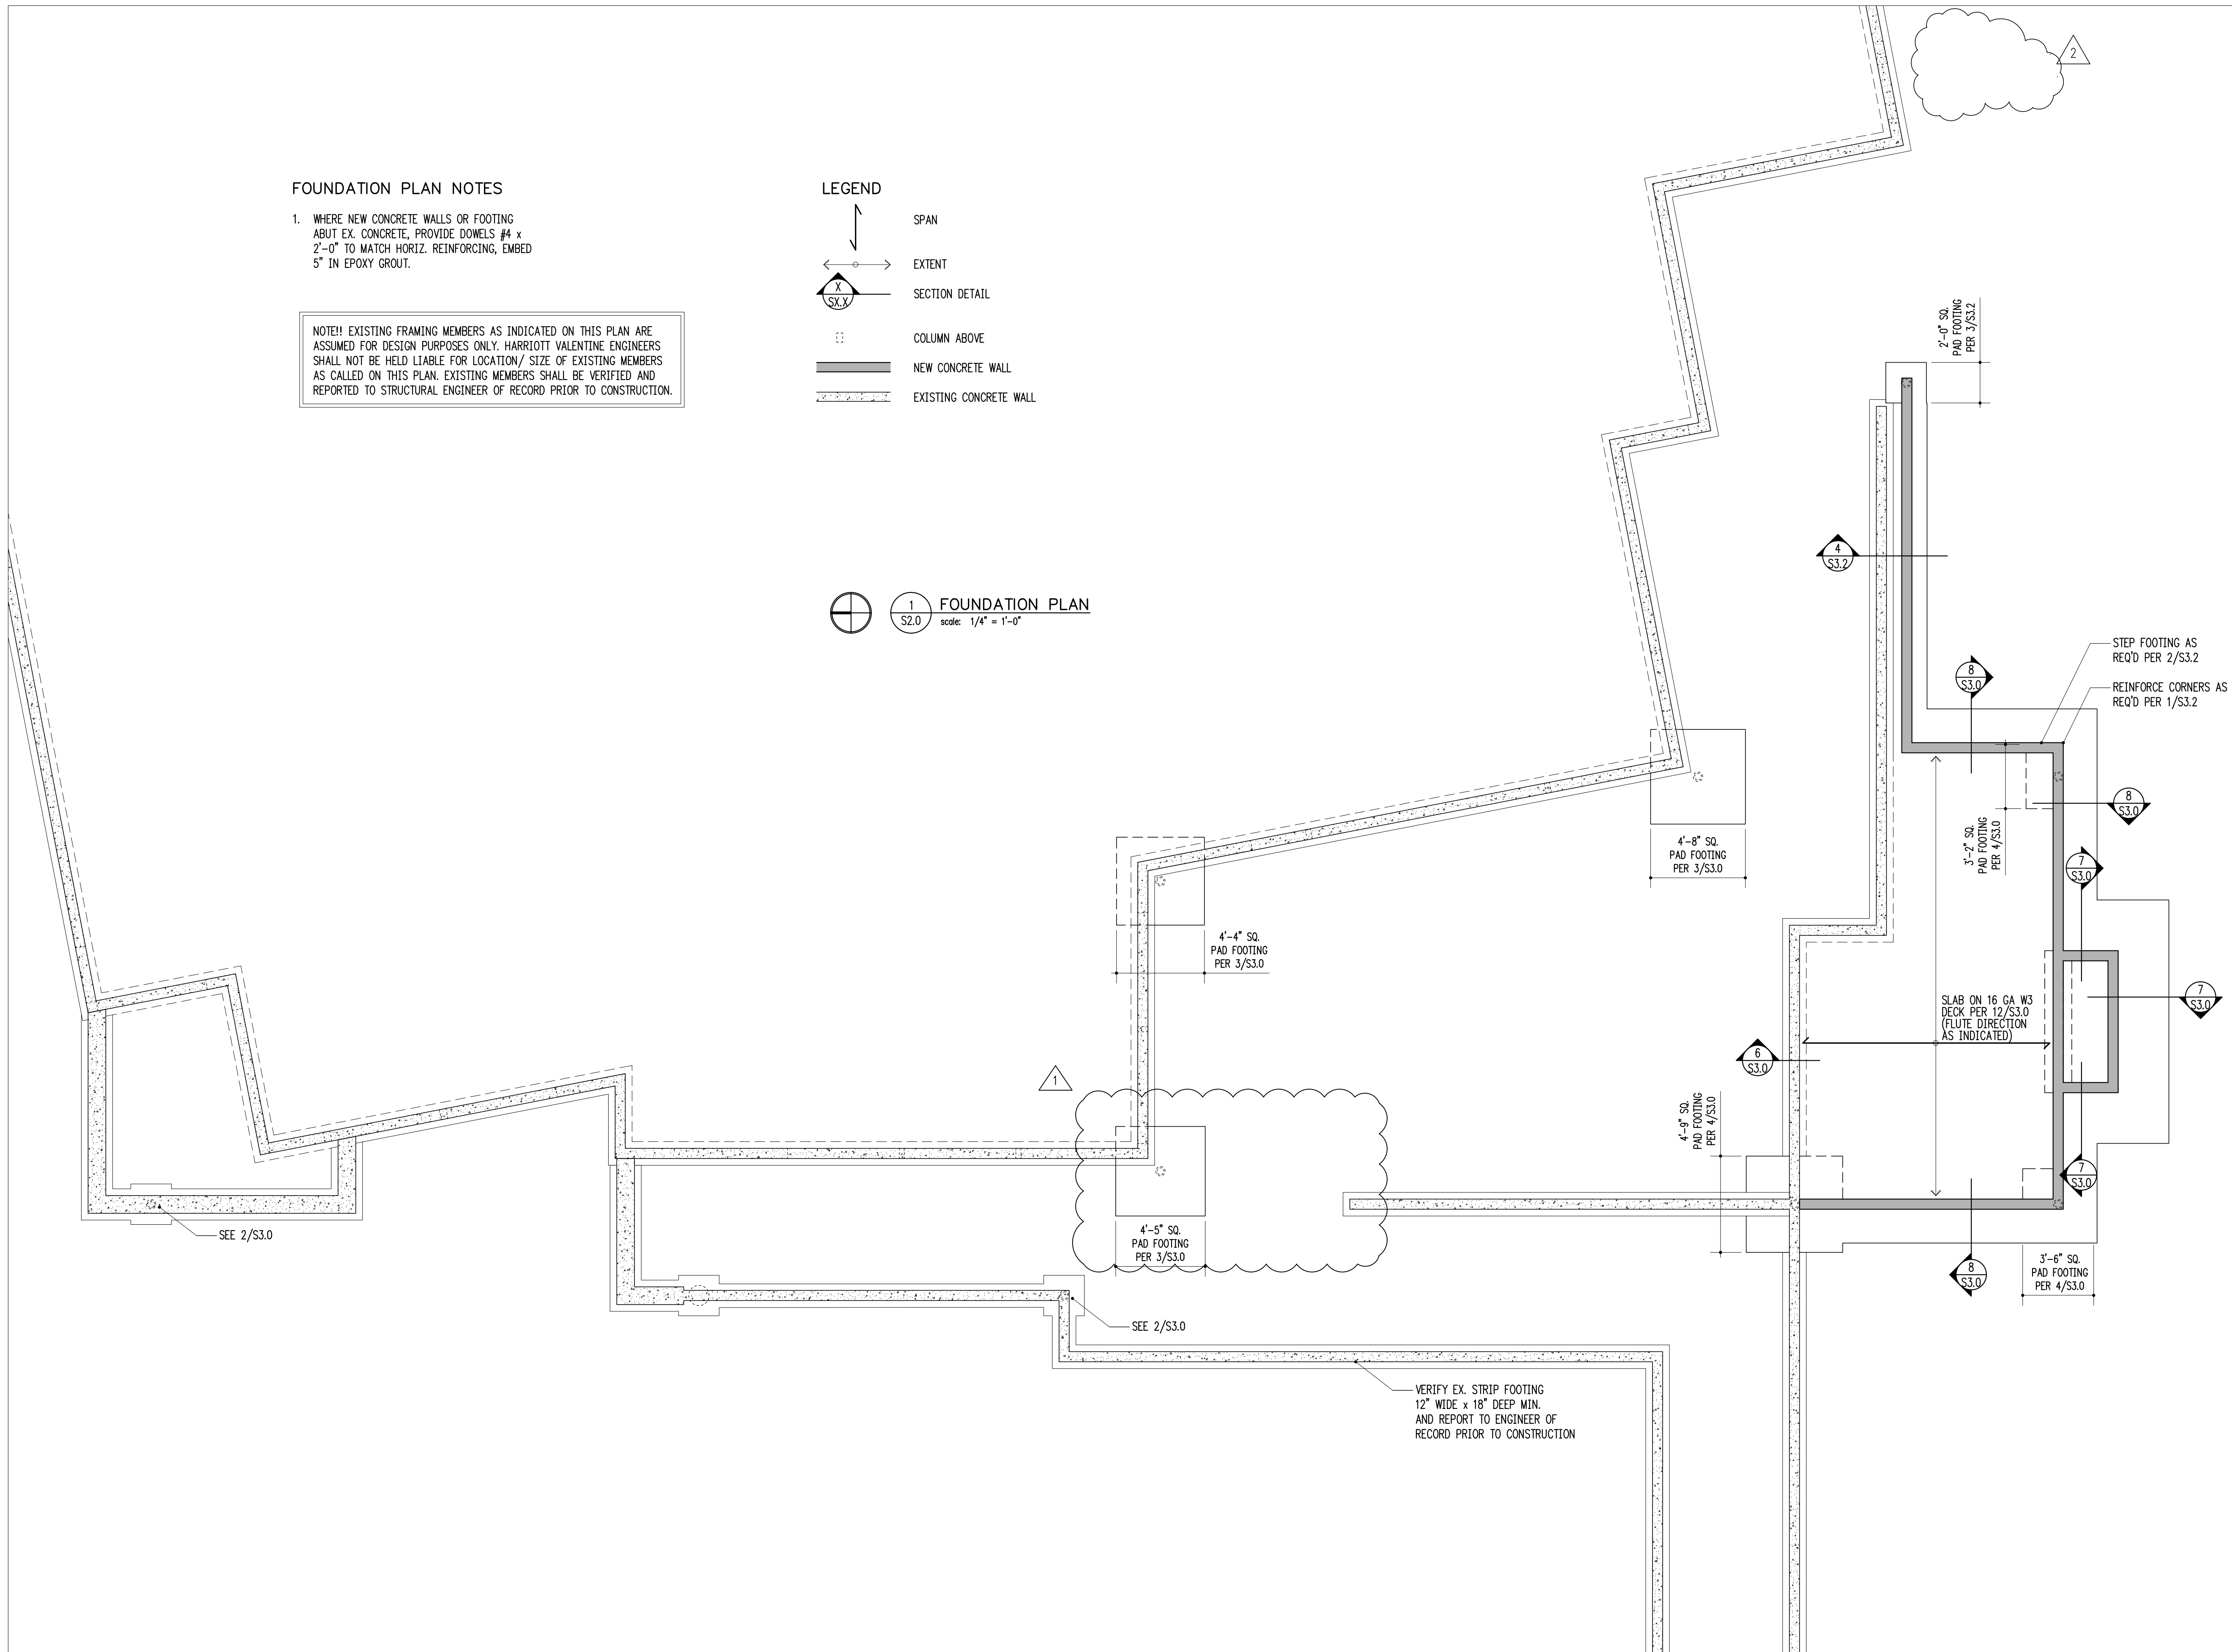 2
FOUNDATION PLAN NOTES
1. WHERE NEW CONCRETE WALLS OR FOOTING
ABUT EX. CONCRETE, PROVIDE DOWELS #4 x
2'-0" TO MATCH HORIZ. REINFORCING, EMBED
5" IN EPOXY GROUT.
NOTE!! EXISTING FRAMING MEMBERS AS INDICATED ON THIS PLAN ARE
ASSUMED FOR DESIGN PURPOSES ONLY. HARRIOTT VALENTINE ENGINEERS
SHALL NOT BE HELD LIABLE FOR LOCATION/ SIZE OF EXISTING MEMBERS
AS CALLED ON THIS PLAN. EXISTING MEMBERS SHALL BE VERIFIED AND
REPORTED TO STRUCTURAL ENGINEER OF RECORD PRIOR TO CONSTRUCTION.
LEGEND
SPAN
EXTENT
X
SX.X
SECTION DETAIL
COLUMN ABOVE
NEW CONCRETE WALL
EXISTING CONCRETE WALL
1
S2.0
FOUNDATION PLAN
scale: 1/4" = 1'-0"
2'-0" SQ.
PAD FOOTING
PER 3/S3.2
4
S3.2
STEP FOOTING AS
REQ'D PER 2/S3.2
8
S3.0
REINFORCE CORNERS AS
REQ'D PER 1/S3.2
8
S3.0
3'-2" SQ.
PAD FOOTING
PER 4/S3.0
4'-8" SQ.
PAD FOOTING
PER 3/S3.0
7
S3.0
4'-4" SQ.
PAD FOOTING
PER 3/S3.0
7
S3.0
SLAB ON 16 GA W3
DECK PER 12/S3.0
(FLUTE DIRECTION
AS INDICATED)
6
S3.0
1
4'-9" SQ.
PAD FOOTING
PER 4/S3.0
7
S3.0
SEE 2/S3.0
4'-5" SQ.
PAD FOOTING
PER 3/S3.0
8
S3.0
3'-6" SQ.
PAD FOOTING
PER 4/S3.0
SEE 2/S3.0
VERIFY EX. STRIP FOOTING
12" WIDE x 18" DEEP MIN.
AND REPORT TO ENGINEER OF
RECORD PRIOR TO CONSTRUCTION